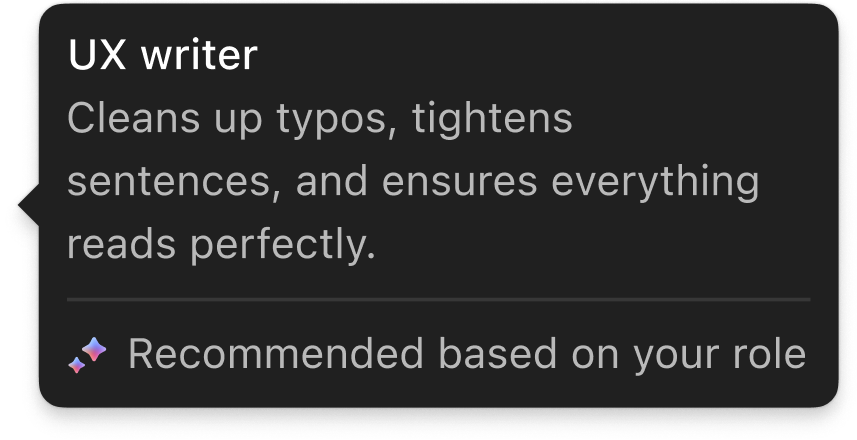 UX writer
Cleans up typos, tightens
sentences, and ensures everything
reads perfectly.
Recommended based on your role